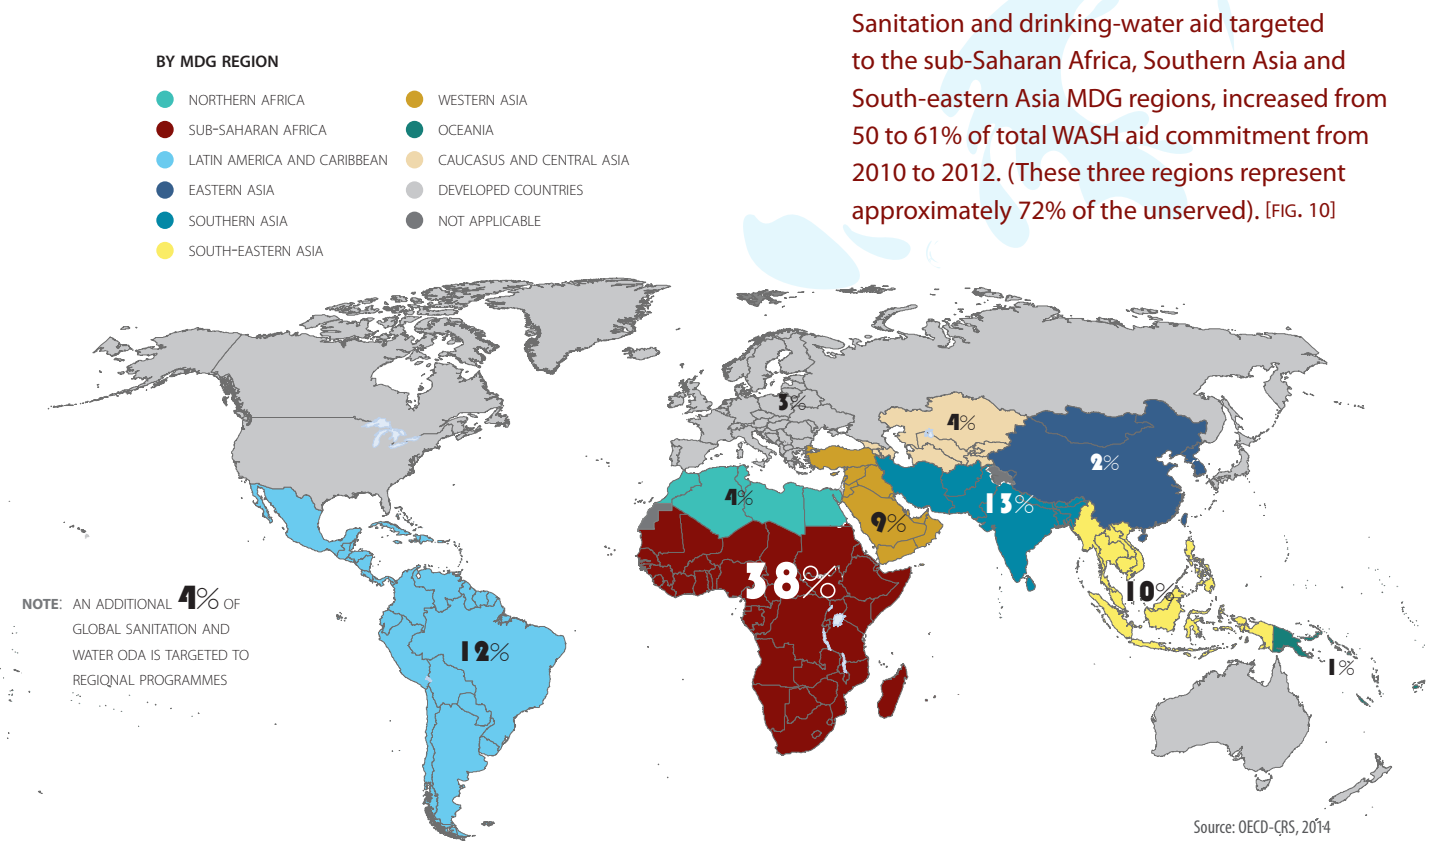 Sanitation and drinking-water aid targeted
to the sub-Saharan Africa, Southern Asia and
South-eastern Asia MDG regions, increased from
50 to 61% of total WASH aid commitment from
2010 to 2012. (These three regions represent
approximately 72% of the unserved). [FIG. 10]
BY MDG REGION
NORTHERN AFRICA
SUB-SAHARAN AFRICA
LATIN AMERICA AND CARIBBEAN
EASTERN ASIA
SOUTHERN ASIA
SOUTH-EASTERN ASIA
WESTERN ASIA
OCEANIA
CAUCASUS AND CENTRAL ASIA
DEVELOPED COUNTRIES
NOT APPLICABLE
3%
4%
2%
4%
13%
9%
38%
10%
12%
1%
NOTE: AN ADDITIONAL 4% OF
GLOBAL SANITATION AND
WATER ODA IS TARGETED TO
REGIONAL PROGRAMMES
Source: OECD-CRS, 2014